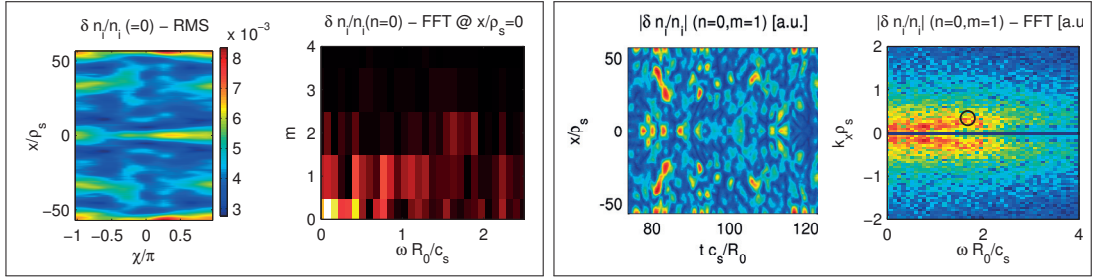 δ n_i/n_i (=0) – RMS
x 10^−3
8
7
6
5
4
3
50
0
−50
x/ρ_s
−1 −0.5 0 0.5
χ/π
δ n_i/n_i(n=0) – FFT @ x/ρ_s=0
4
3
2
1
0
m
0 1 2
ω R_0/c_s
|δ n_i/n_i| (n=0,m=1) [a.u.]
50
0
-50
x/ρ_s
80 100 120
t c_s/R_0
|δ n_i/n_i| (n=0,m=1) – FFT [a.u
2
1
0
−1
−2
k_x ρ_s
0 2 4
ω R_0/c_s